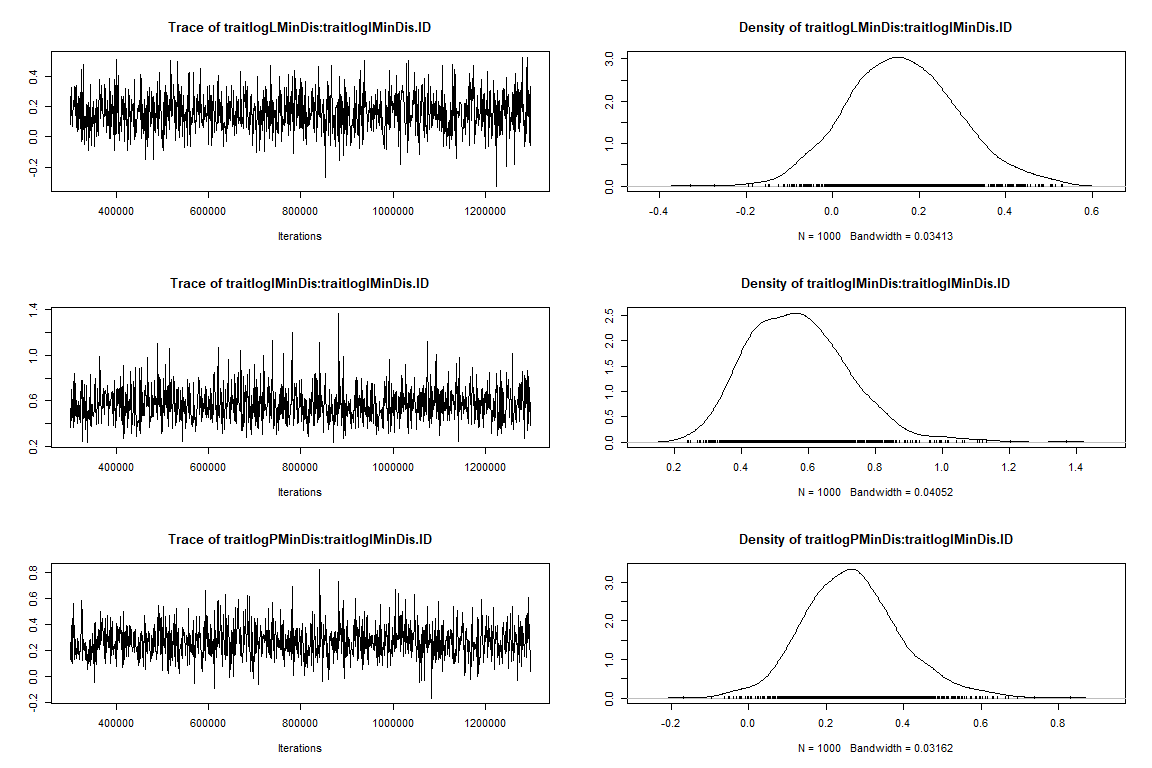 Trace of traitlogLMinDis:traitlogIMinDis.ID
-0.2 0.0 0.2 0.4
400000 600000 800000 1000000 1200000
Iterations
Density of traitlogLMinDis:traitlogIMinDis.ID
0.0 1.0 2.0 3.0
-0.4 -0.2 0.0 0.2 0.4 0.6
N = 1000 Bandwidth = 0.03413
Trace of traitlogIMinDis:traitlogIMinDis.ID
0.2 0.6 1.0 1.4
400000 600000 800000 1000000 1200000
Iterations
Density of traitlogIMinDis:traitlogIMinDis.ID
0.0 0.5 1.0 1.5 2.0 2.5
0.2 0.4 0.6 0.8 1.0 1.2 1.4
N = 1000 Bandwidth = 0.04052
Trace of traitlogPMinDis:traitlogIMinDis.ID
-0.2 0.0 0.2 0.4 0.6 0.8
400000 600000 800000 1000000 1200000
Iterations
Density of traitlogPMinDis:traitlogIMinDis.ID
0.0 1.0 2.0 3.0
-0.2 0.0 0.2 0.4 0.6 0.8
N = 1000 Bandwidth = 0.03162